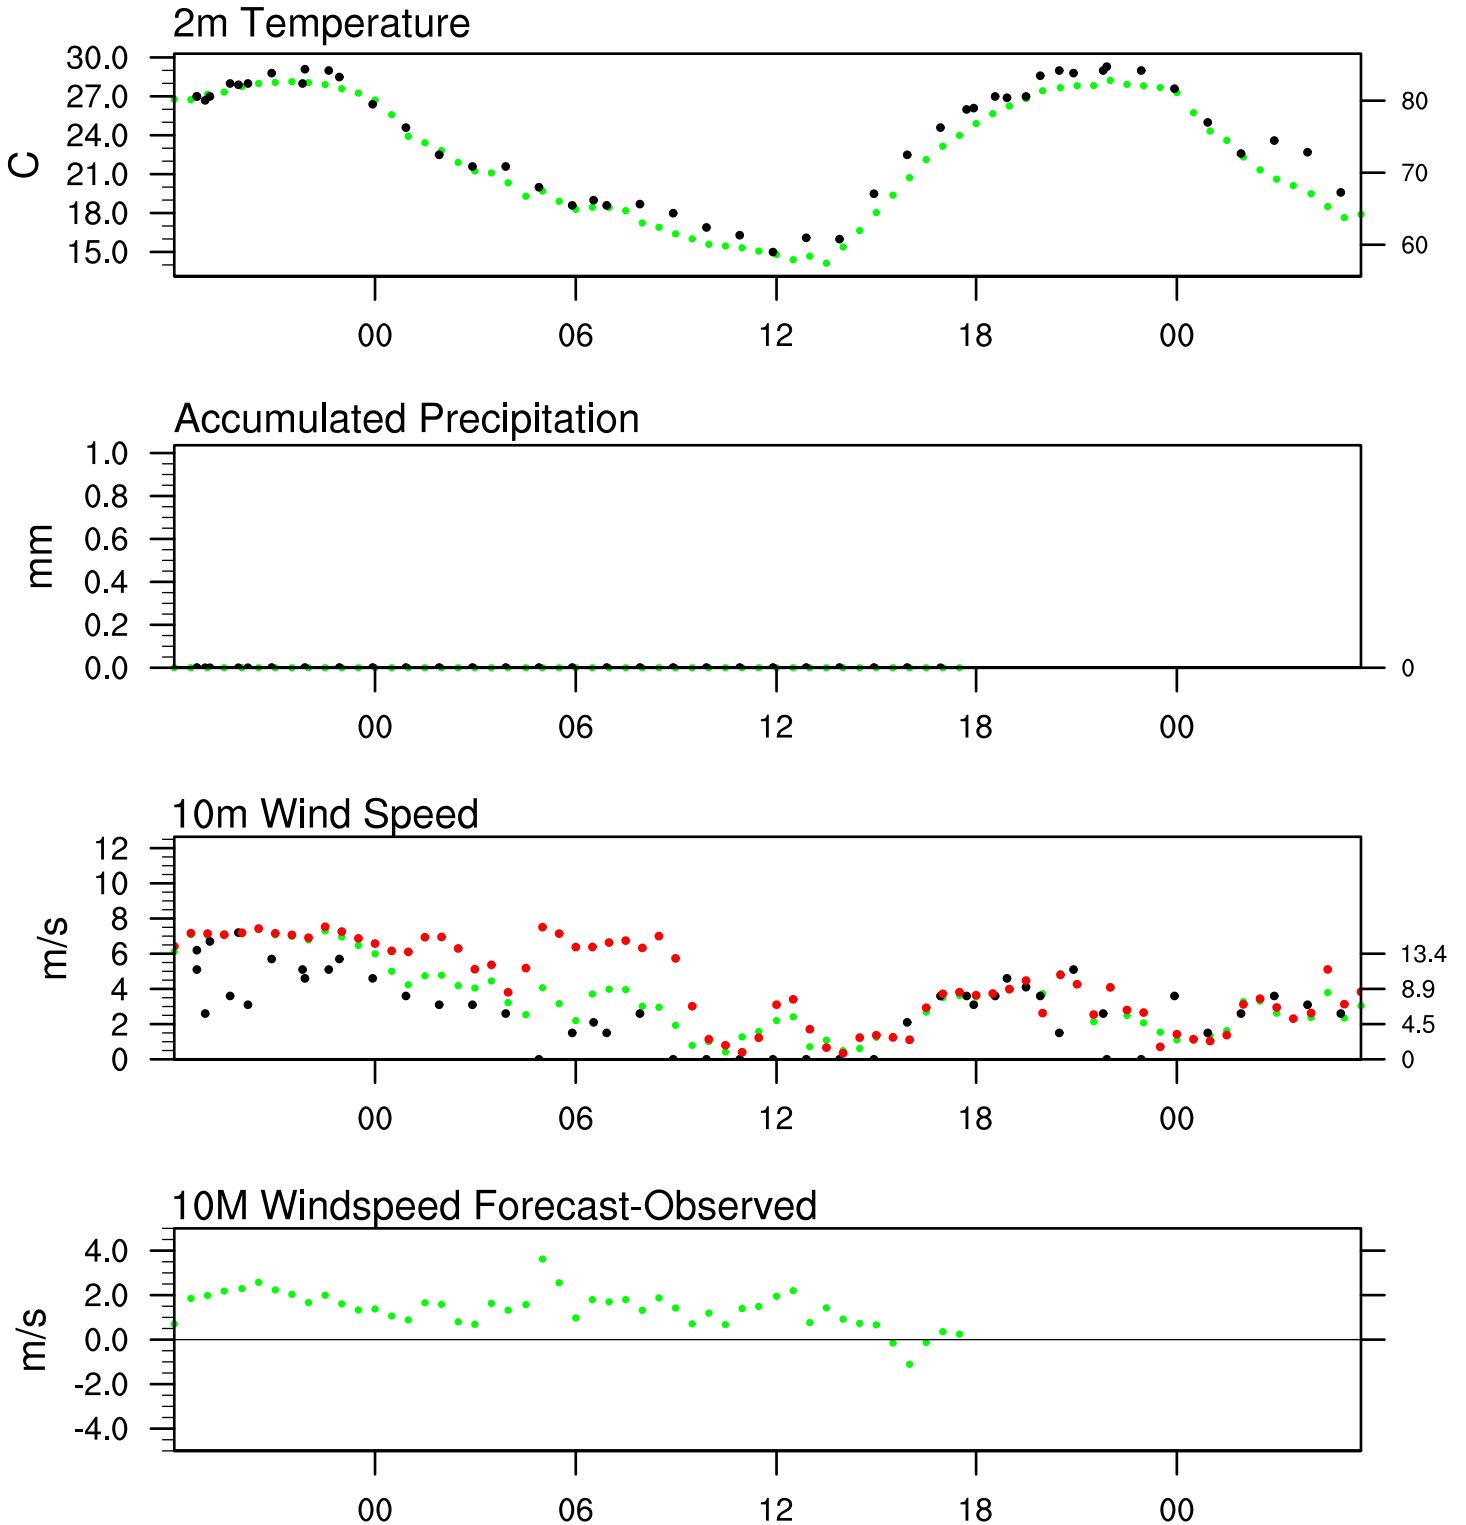 2m Temperature
30.0
27.0
24.0
21.0
18.0
15.0
C
80
70
60
00 06 12 18 00
Accumulated Precipitation
1.0
0.8
0.6
0.4
0.2
0.0
mm
0
00 06 12 18 00
10m Wind Speed
12
10
8
6
4
2
0
m/s
13.4
8.9
4.5
0
00 06 12 18 00
10M Windspeed Forecast-Observed
4.0
2.0
0.0
-2.0
-4.0
m/s
00 06 12 18 00